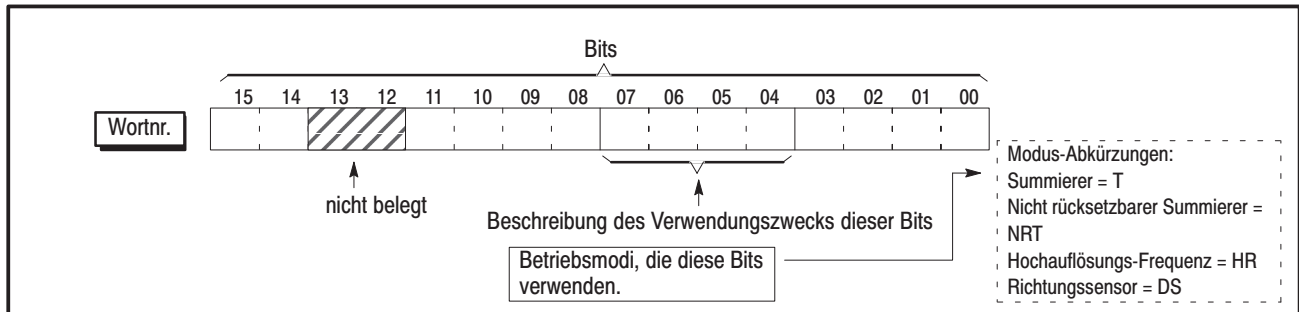 Bits
15 14 13 12 11 10 09 08 07 06 05 04 03 02 01 00
Wortnr.
nicht belegt
Beschreibung des Verwendungszwecks dieser Bits
Betriebsmodi, die diese Bits
verwenden.
Modus-Abkürzungen:
Summierer = T
Nicht rücksetzbarer Summierer =
NRT
Hochauflösungs-Frequenz = HR
Richtungssensor = DS